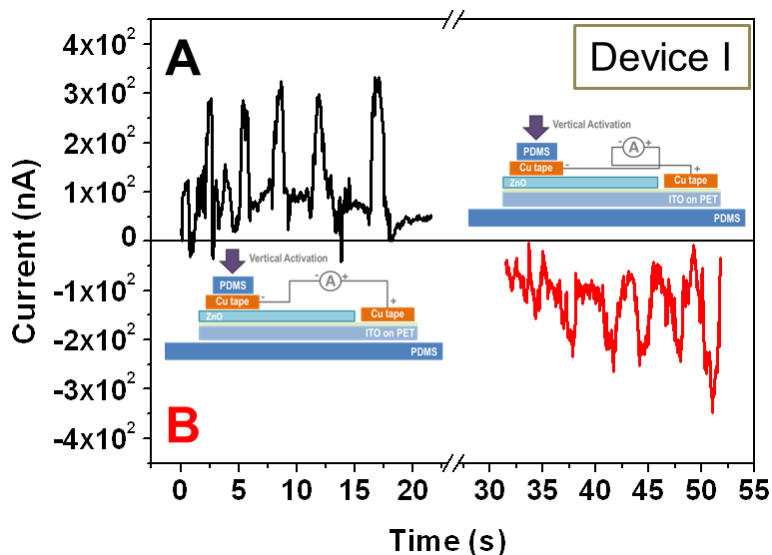 Device I
A
B
Current (nA)
4x10²
3x10²
2x10²
1x10²
0
-1x10²
-2x10²
-3x10²
-4x10²
Vertical Activation
PDMS
- A +
Cu tape - + Cu tape
ZnO
ITO on PET
PDMS
Vertical Activation
PDMS
- A +
Cu tape - + Cu tape
ZnO
ITO on PET
PDMS
0 5 10 15 20 30 35 40 45 50 55
Time (s)